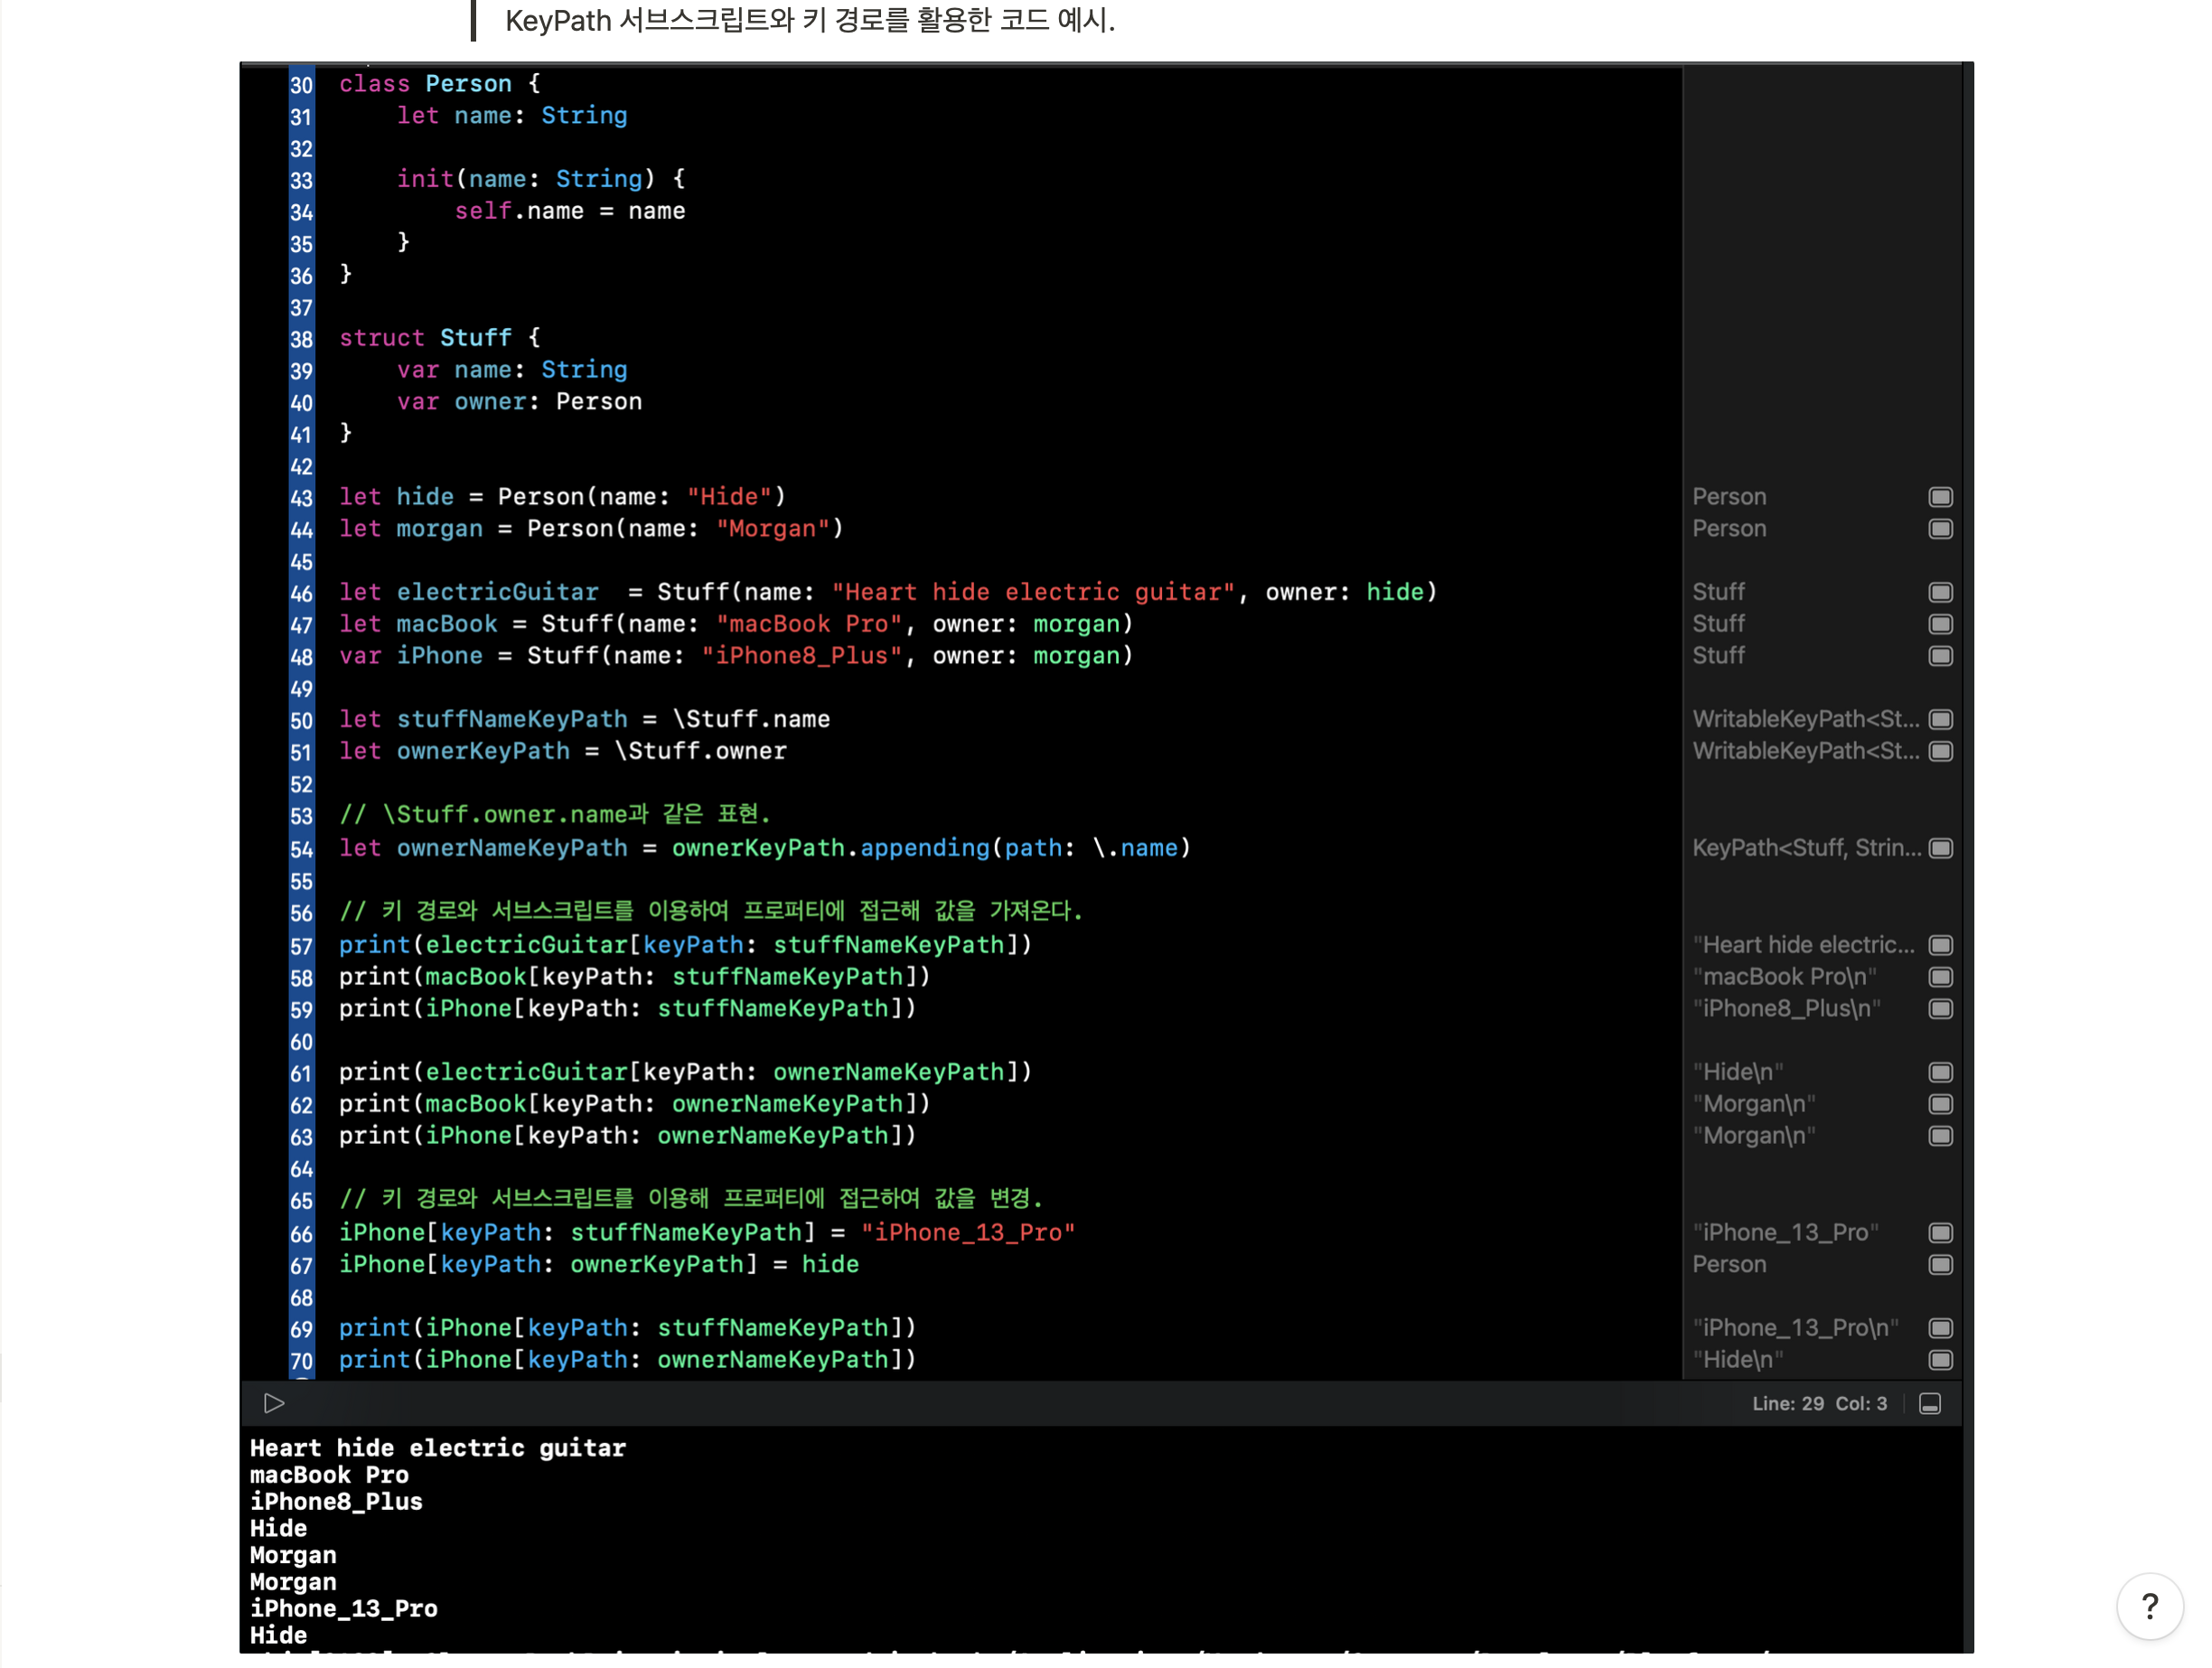 KeyPath 서브스크립트와 키 경로를 활용한 코드 예시.
30 class Person {
31     let name: String
32
33     init(name: String) {
34         self.name = name
35     }
36 }
37
38 struct Stuff {
39     var name: String
40     var owner: Person
41 }
42
43 let hide = Person(name: "Hide") Person
44 let morgan = Person(name: "Morgan") Person
45
46 let electricGuitar  = Stuff(name: "Heart hide electric guitar", owner: hide) Stuff
47 let macBook = Stuff(name: "macBook Pro", owner: morgan) Stuff
48 var iPhone = Stuff(name: "iPhone8_Plus", owner: morgan) Stuff
49
50 let stuffNameKeyPath = \Stuff.name WritableKeyPath<St...
51 let ownerKeyPath = \Stuff.owner WritableKeyPath<St...
52
53 // \Stuff.owner.name과 같은 표현.
54 let ownerNameKeyPath = ownerKeyPath.appending(path: \.name) KeyPath<Stuff, Strin...
55
56 // 키 경로와 서브스크립트를 이용하여 프로퍼티에 접근해 값을 가져온다.
57 print(electricGuitar[keyPath: stuffNameKeyPath]) "Heart hide electric...
58 print(macBook[keyPath: stuffNameKeyPath]) "macBook Pro\n"
59 print(iPhone[keyPath: stuffNameKeyPath]) "iPhone8_Plus\n"
60
61 print(electricGuitar[keyPath: ownerNameKeyPath]) "Hide\n"
62 print(macBook[keyPath: ownerNameKeyPath]) "Morgan\n"
63 print(iPhone[keyPath: ownerNameKeyPath]) "Morgan\n"
64
65 // 키 경로와 서브스크립트를 이용해 프로퍼티에 접근하여 값을 변경.
66 iPhone[keyPath: stuffNameKeyPath] = "iPhone_13_Pro" "iPhone_13_Pro"
67 iPhone[keyPath: ownerKeyPath] = hide Person
68
69 print(iPhone[keyPath: stuffNameKeyPath]) "iPhone_13_Pro\n"
70 print(iPhone[keyPath: ownerNameKeyPath]) "Hide\n"
Line: 29 Col: 3
Heart hide electric guitar
macBook Pro
iPhone8_Plus
Hide
Morgan
Morgan
iPhone_13_Pro
Hide
?